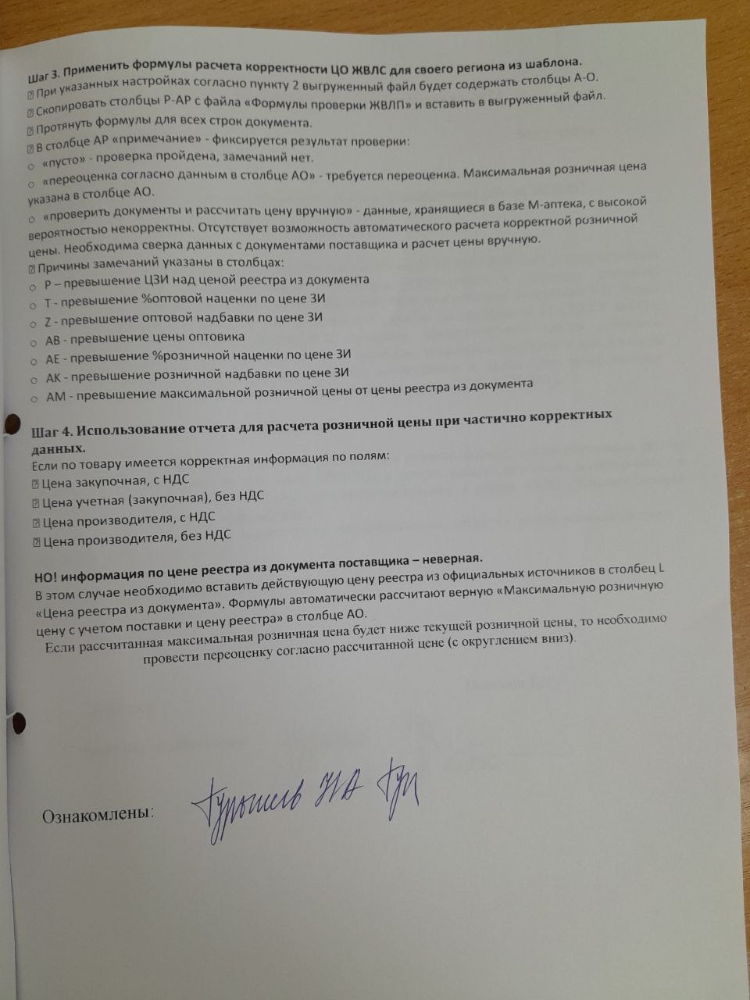 Шаг 3. Применить формулы расчета корректности ЦО ЖВЛС для своего региона из шаблона.
При указанных настройках согласно пункту 2 выгруженный файл будет содержать столбцы А-О.
Скопировать столбцы P-AP с файла «Формулы проверки ЖВЛП» и вставить в выгруженный файл.
Протянуть формулы для всех строк документа.
В столбце АР «примечание» - фиксируется результат проверки:
○ «пусто» - проверка пройдена, замечаний нет.
○ «переоценка согласно данным в столбце АО» - требуется переоценка. Максимальная розничная цена
указана в столбце АО.
○ «проверить документы и рассчитать цену вручную» - данные, хранящиеся в базе М-аптека, с высокой
вероятностью некорректны. Отсутствует возможность автоматического расчета корректной розничной
цены. Необходима сверка данных с документами поставщика и расчет цены вручную.
Причины замечаний указаны в столбцах:
○ P – превышение ЦЗИ над ценой реестра из документа
○ T - превышение %оптовой наценки по цене ЗИ
○ Z - превышение оптовой надбавки по цене ЗИ
○ AB - превышение цены оптовика
○ AE - превышение %розничной наценки по цене ЗИ
○ AK - превышение розничной надбавки по цене ЗИ
○ AM - превышение максимальной розничной цены от цены реестра из документа
Шаг 4. Использование отчета для расчета розничной цены при частично корректных
данных.
Если по товару имеется корректная информация по полям:
Цена закупочная, с НДС
Цена учетная (закупочная), без НДС
Цена производителя, с НДС
Цена производителя, без НДС
НО! информация по цене реестра из документа поставщика – неверная.
В этом случае необходимо вставить действующую цену реестра из официальных источников в столбец L
«Цена реестра из документа». Формулы автоматически рассчитают верную «Максимальную розничную
цену с учетом поставки и цену реестра» в столбце АО.
Если рассчитанная максимальная розничная цена будет ниже текущей розничной цены, то необходимо
провести переоценку согласно рассчитанной цене (с округлением вниз).
Ознакомлены: